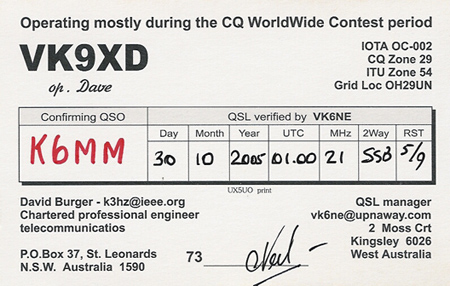 Operating mostly during the CQ WorldWide Contest period
VK9XD
op. Dave
IOTA OC-002
CQ Zone 29
ITU Zone 54
Grid Loc OH29UN
Confirming QSO
QSL verified by VK6NE
K6MM
Day Month Year UTC MHz 2Way RST
30 10 2005 01.00 21 SSB 5/9
UX5UO print
David Burger - k3hz@ieee.org
Chartered professional engineer
telecommunicatios
P.O.Box 37, St. Leonards
N.S.W. Australia 1590
73
Neil
QSL manager
vk6ne@upnaway.com
2 Moss Crt
Kingsley 6026
West Australia